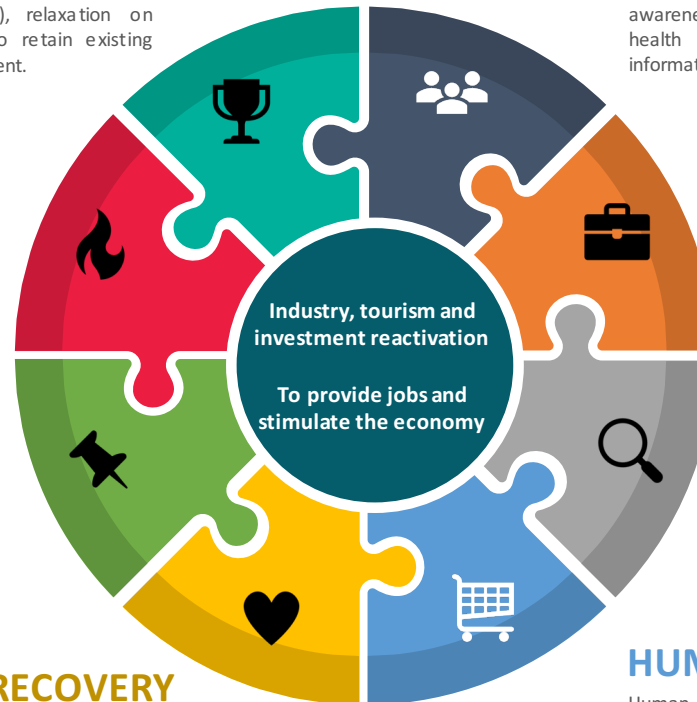 relaxation on
o retain existing
ent.
awarene
health
informat
Industry, tourism and
investment reactivation
To provide jobs and
stimulate the economy
RECOVERY
HUM